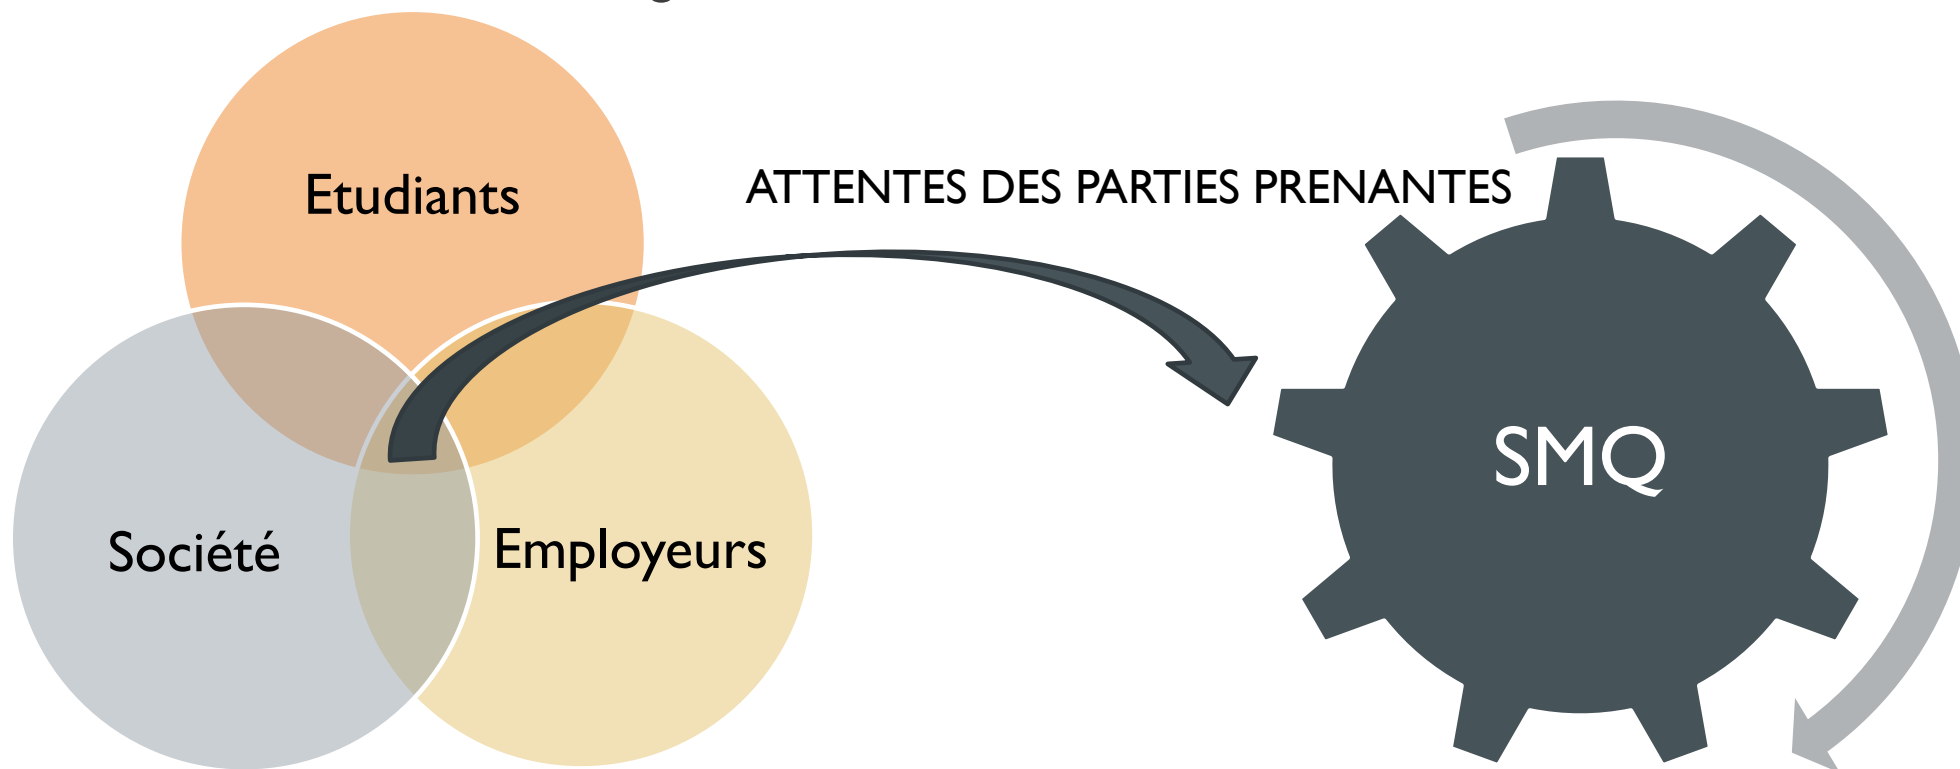 Etudiants
ATTENTES DES PARTIES PRENANTES
SMQ
Société
Employeurs